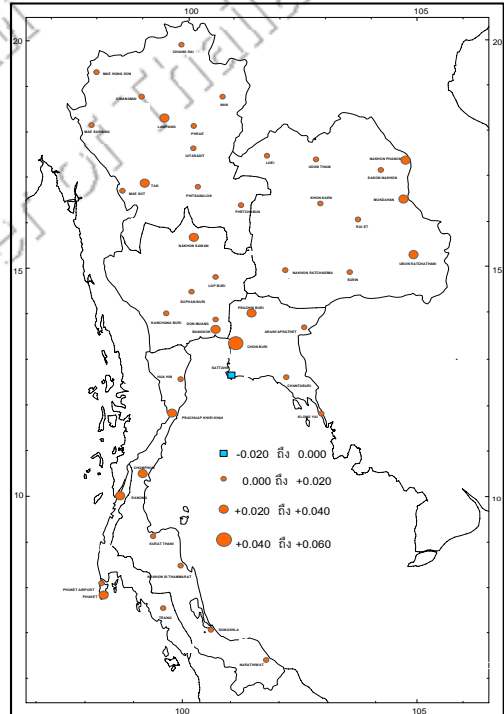 100 105
20 20
CHIANG RAI
MAE HONG SON
CHIANGMAI
NAN
MAE SARIANG
LAMPANG
PHRAE
UTTARADIT
LOEI
UDON THANI
NAKHON PHANOM
SAKON NAKHON
TAK
MAE SOT
PHITSANULOK
PHETCHABUN
KHON KAEN
MUKDAHAN
ROI ET
NAKHON SAWAN
UBON RATCHATHANI
15 15
LOP BURI
NAKHON RATCHASIMA
SURIN
SUPHAN BURI
KANCHANA BURI
DON MUANG
BANGKOK
PRACHIN BURI
ARANYAPRATHET
CHON BURI
SATTAHIP
HUA HIN
CHANTABURI
PRACHUAP KHIRI KHAN
KLONG YAI
-0.020 ถึง 0.000
0.000 ถึง +0.020
+0.020 ถึง +0.040
+0.040 ถึง +0.060
CHUMPHON
RANONG
10 10
SURAT THANI
NAKHON SI THAMMARAT
PHUKET AIRPORT
PHUKET
TRANG
SONGKHLA
NARATHIWAT
100 105